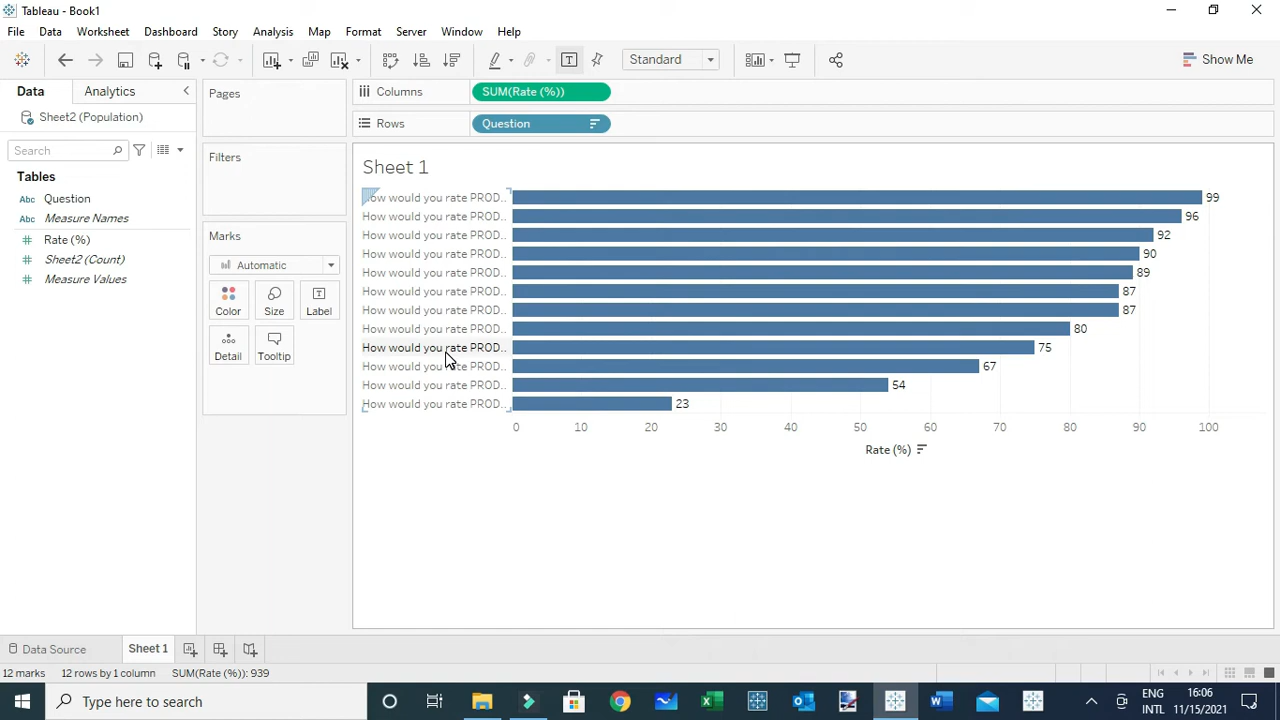 Tableau - Book1
File Data Worksheet Dashboard Story Analysis Map Format Server Window Help
Standard
Show Me
Data Analytics
Sheet2 (Population)
Search
Tables
Abc Question
Abc Measure Names
# Rate (%)
# Sheet2 (Count)
# Measure Values
Pages
Filters
Marks
Automatic
Color Size Label
Detail Tooltip
Columns SUM(Rate (%))
Rows Question
Sheet 1
How would you rate PROD.. 99
How would you rate PROD.. 96
How would you rate PROD.. 92
How would you rate PROD.. 90
How would you rate PROD.. 89
How would you rate PROD.. 87
How would you rate PROD.. 87
How would you rate PROD.. 80
How would you rate PROD.. 75
How would you rate PROD.. 67
How would you rate PROD.. 54
How would you rate PROD.. 23
0 10 20 30 40 50 60 70 80 90 100
Rate (%)
Data Source Sheet 1
12 marks 12 rows by 1 column SUM(Rate (%)): 939
Type here to search
ENG 16:06
INTL 11/15/2021